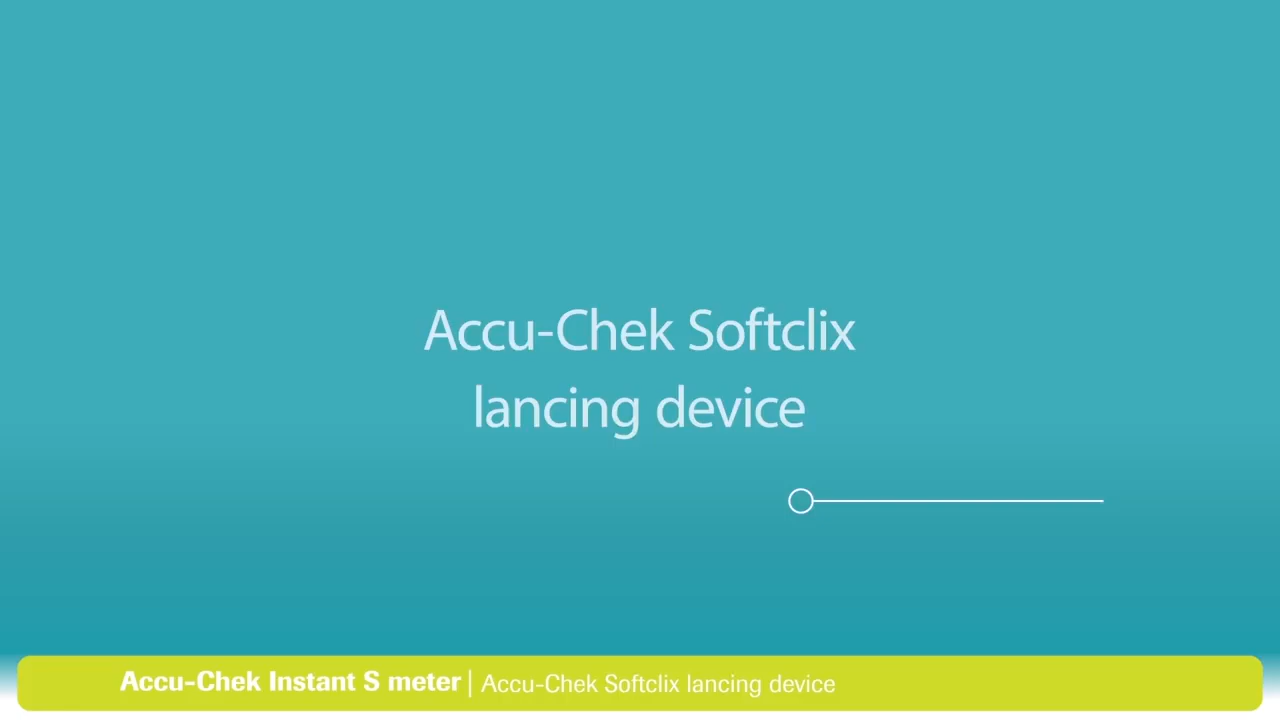 Accu-Chek Softclix
lancing device
Accu-Chek Instant S meter | Accu-Chek Softclix lancing device